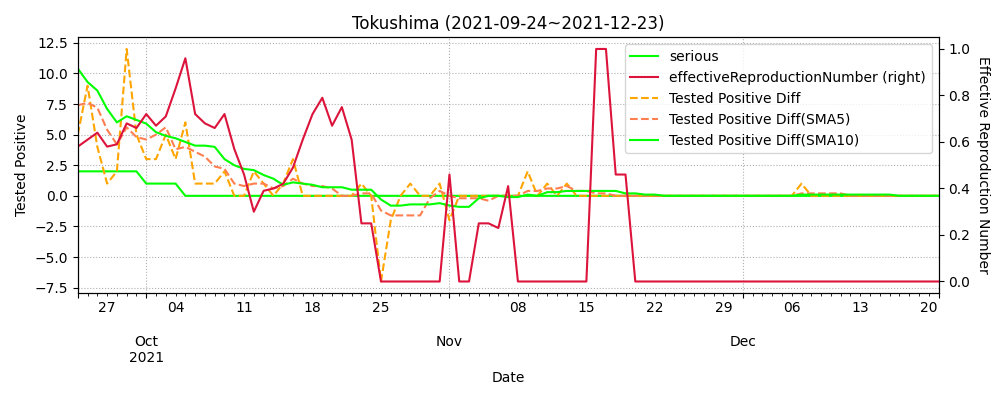 Tokushima (2021-09-24~2021-12-23)
12.5
10.0
7.5
5.0
2.5
0.0
−2.5
−5.0
−7.5
Tested Positive
1.0
0.8
0.6
0.4
0.2
0.0
Effective Reproduction Number
serious
effectiveReproductionNumber (right)
Tested Positive Diff
Tested Positive Diff(SMA5)
Tested Positive Diff(SMA10)
27 04 11 18 25 08 15 22 29 06 13 20
Oct Nov Dec
2021
Date